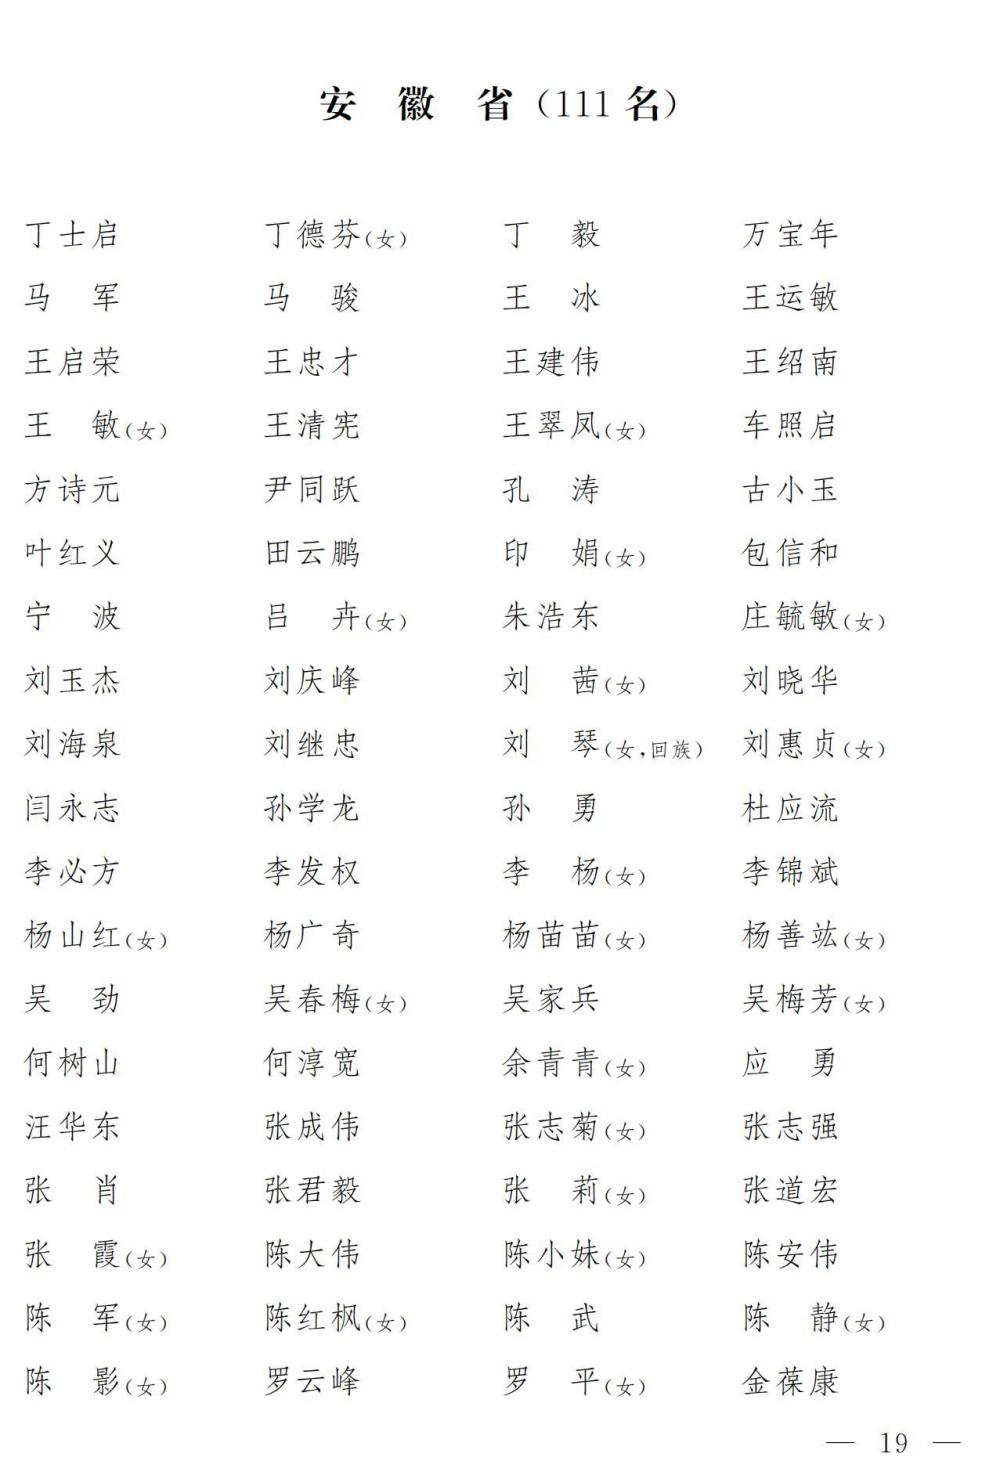 安　徽　省（111 名）
丁士启　丁德芬（女）　丁　毅　万宝年
马　军　马　骏　王　冰　王运敏
王启荣　王忠才　王建伟　王绍南
王　敏（女）　王清宪　王翠凤（女）　车照启
方诗元　尹同跃　孔　涛　古小玉
叶红义　田云鹏　印　娟（女）　包信和
宁　波　吕　卉（女）　朱浩东　庄毓敏（女）
刘玉杰　刘庆峰　刘　茜（女）　刘晓华
刘海泉　刘继忠　刘　琴（女，回族）　刘惠贞（女）
闫永志　孙学龙　孙　勇　杜应流
李必方　李发权　李　杨（女）　李锦斌
杨山红（女）　杨广奇　杨苗苗（女）　杨善竑（女）
吴　劲　吴春梅（女）　吴家兵　吴梅芳（女）
何树山　何淳宽　余青青（女）　应　勇
汪华东　张成伟　张志菊（女）　张志强
张　肖　张君毅　张　莉（女）　张道宏
张　霞（女）　陈大伟　陈小妹（女）　陈安伟
陈　军（女）　陈红枫（女）　陈　武　陈　静（女）
陈　影（女）　罗云峰　罗　平（女）　金葆康
— 19 —